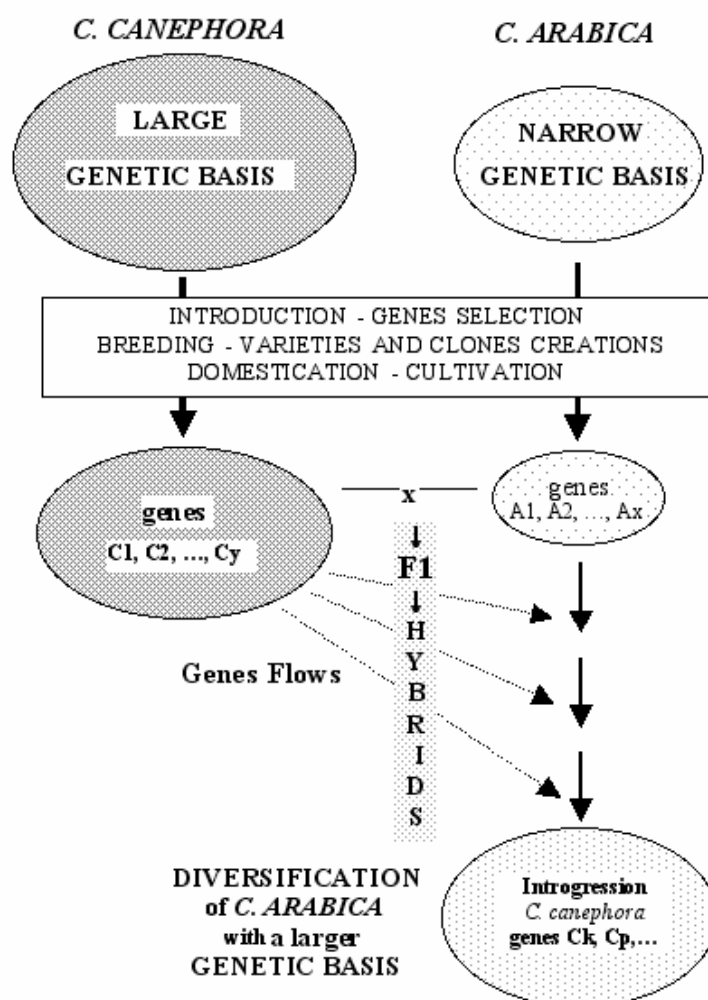 C. CANEPHORA
C. ARABICA
LARGE
GENETIC BASIS
NARROW
GENETIC BASIS
INTRODUCTION - GENES SELECTION
BREEDING - VARIETIES AND CLONES CREATIONS
DOMESTICATION - CULTIVATION
genes
C1, C2, ..., Cy
x
genes
A1, A2, ..., Ax
F1
H
Y
B
R
I
D
S
Genes Flows
DIVERSIFICATION
of C. ARABICA
with a larger
GENETIC BASIS
Introgression
C. canephora
genes Ck, Cp,...